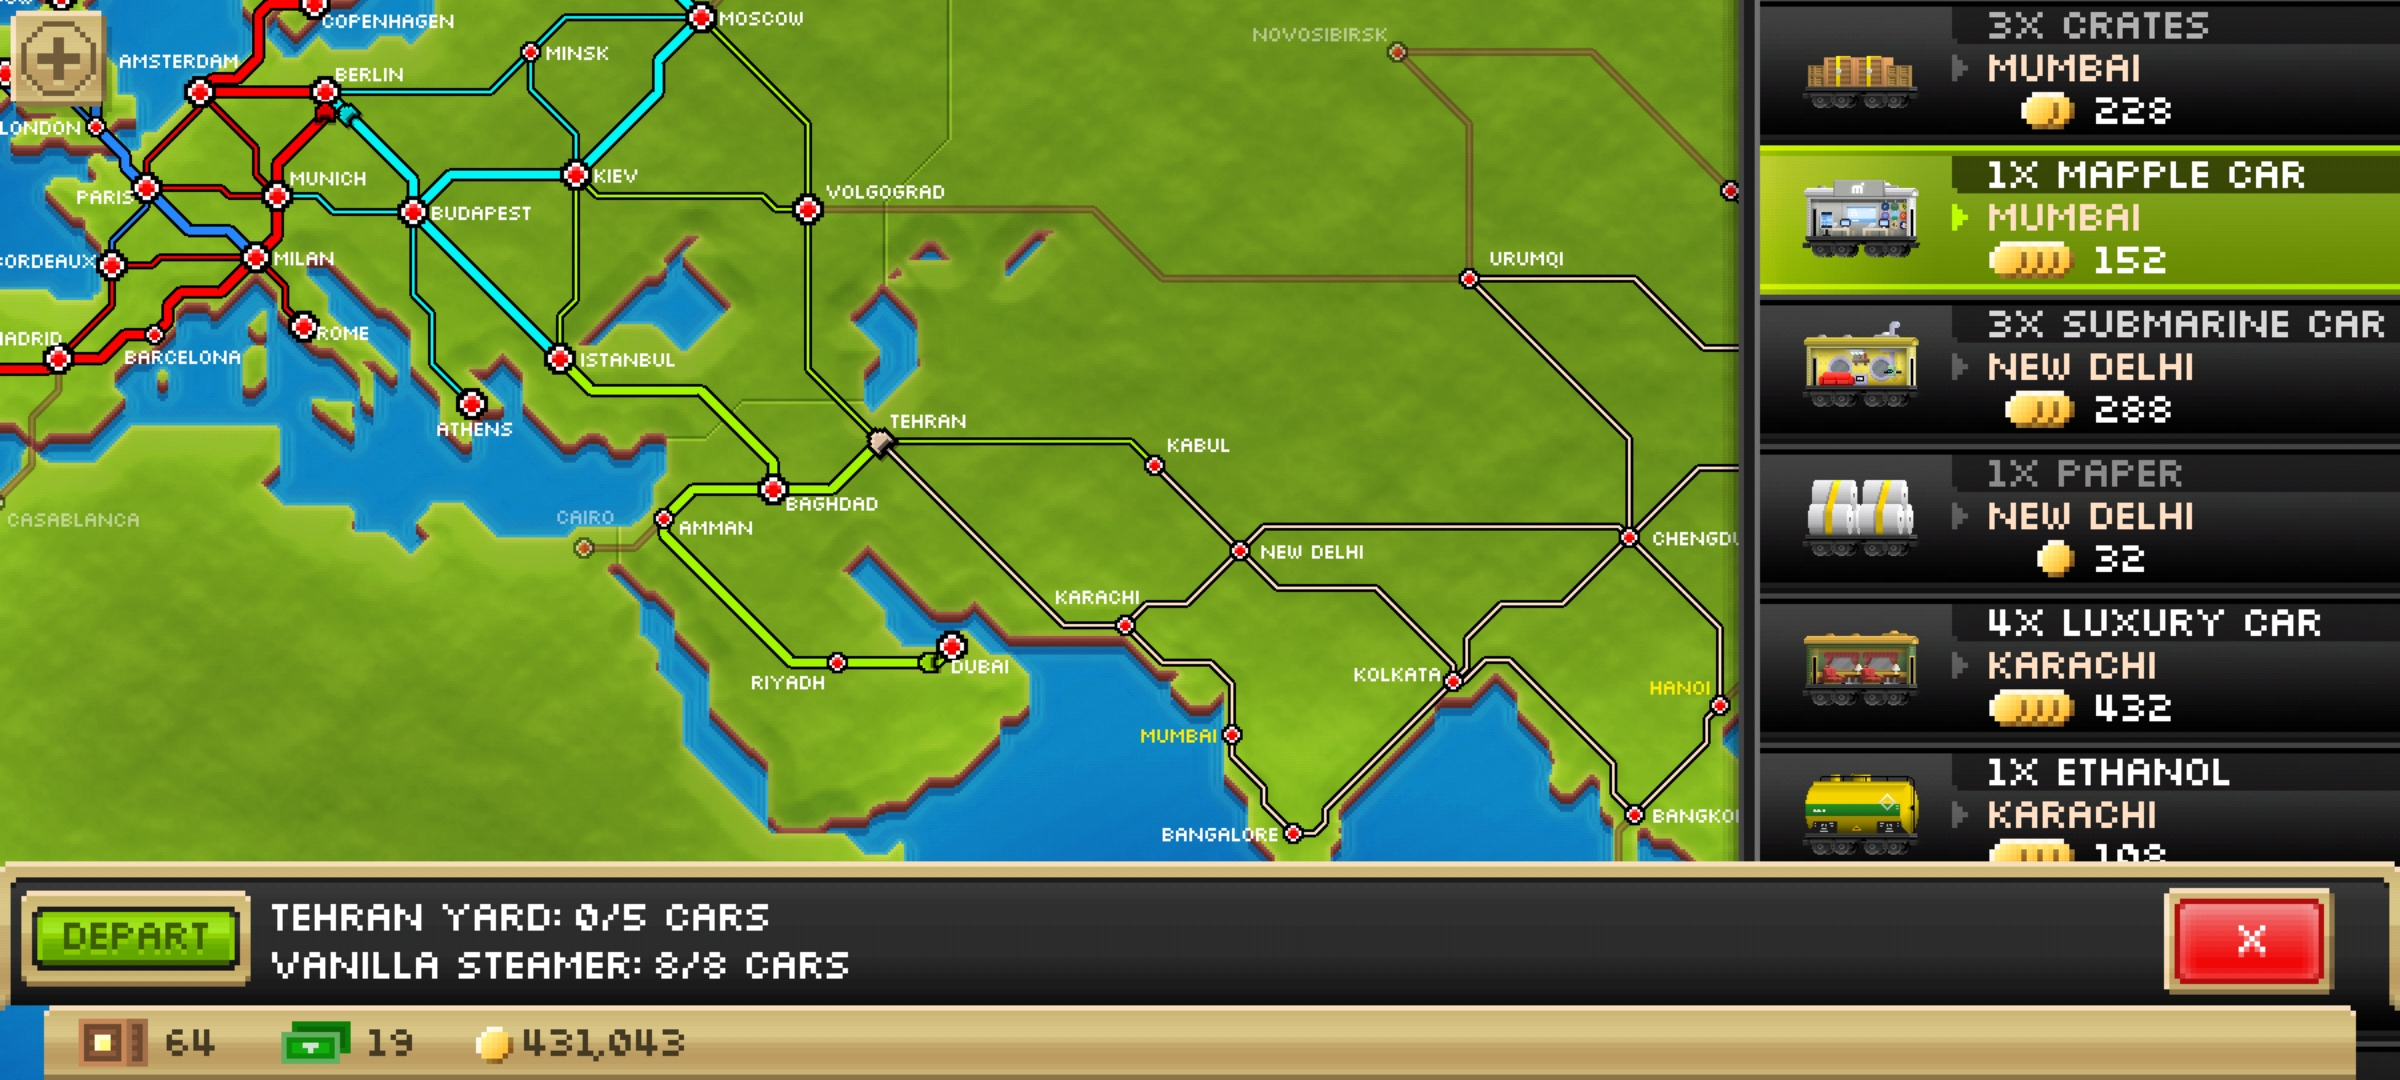 COPENHAGEN
MOSCOW
MINSK
NOVOSIBIRSK
AMSTERDAM
BERLIN
LONDON
KIEV
MUNICH
PARIS
VOLGOGRAD
BUDAPEST
ORDEAUX
MILAN
URUMQI
ADRID
ROME
BARCELONA
ISTANBUL
TEHRAN
ATHENS
KABUL
BAGHDAD
CAIRO
CASABLANCA
AMMAN
NEW DELHI
CHENGDU
KARACHI
DUBAI
RIYADH
KOLKATA
HANOI
MUMBAI
BANGKO
BANGALORE
3X CRATES
MUMBAI
228
m
1X MAPPLE CAR
MUMBAI
152
3X SUBMARINE CAR
NEW DELHI
288
1X PAPER
NEW DELHI
32
4X LUXURY CAR
KARACHI
432
1X ETHANOL
KARACHI
108
DEPART
TEHRAN YARD: 0/5 CARS
VANILLA STEAMER: 8/8 CARS
X
64
19
431,043